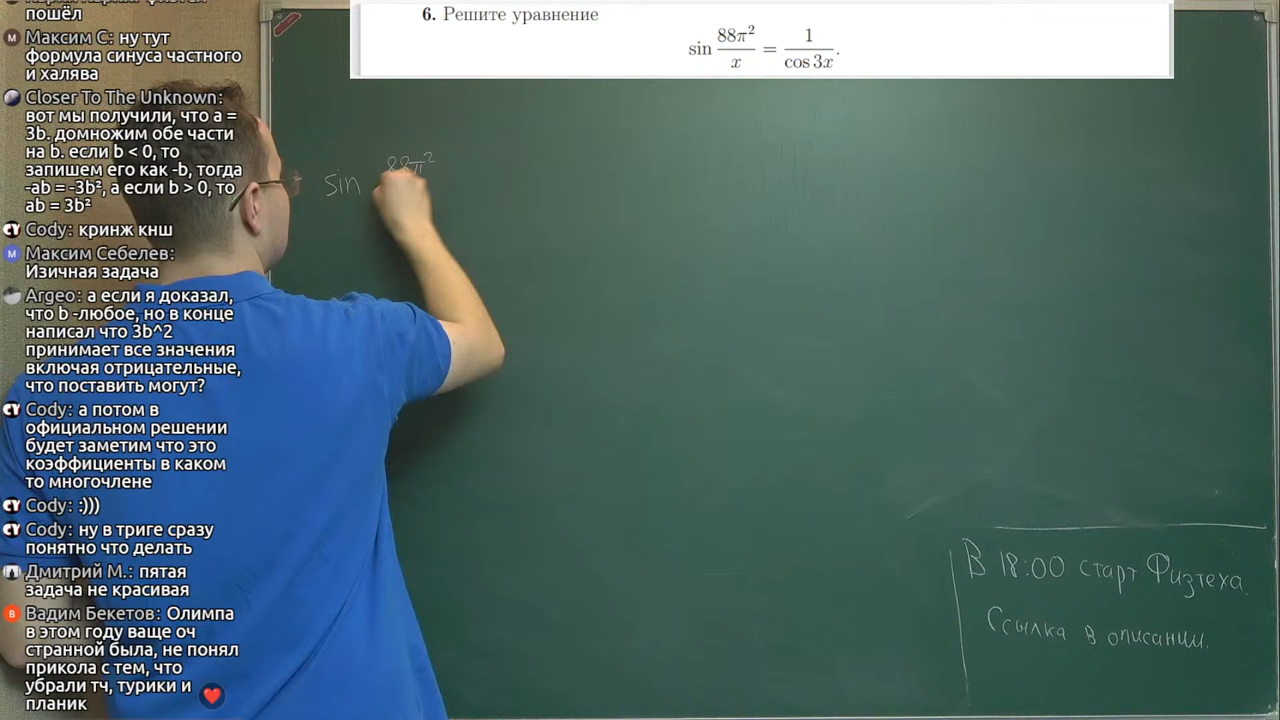 пошёл
Максим С: ну тут
формула синуса частного
и халява
Closer To The Unknown:
вот мы получили, что a =
3b. домножим обе части
на b. если b < 0, то
запишем его как -b, тогда
-ab = -3b², а если b > 0, то
ab = 3b²
Cody: кринж кнш
Максим Себелев:
Изичная задача
Argeo: а если я доказал,
что b -любое, но в конце
написал что 3b^2
принимает все значения
включая отрицательные,
что поставить могут?
Cody: а потом в
официальном решении
будет заметим что это
коэффициенты в каком
то многочлене
Cody: :)))
Cody: ну в триге сразу
понятно что делать
Дмитрий М.: пятая
задача не красивая
Вадим Бекетов: Олимпа
в этом году ваще оч
странной была, не понял
прикола с тем, что
убрали тч, турики и
планик
6. Решите уравнение
sin 88π²/x = 1/cos 3x.
sin 88π²
В 18:00 старт Физтеха.
Ссылка в описании.